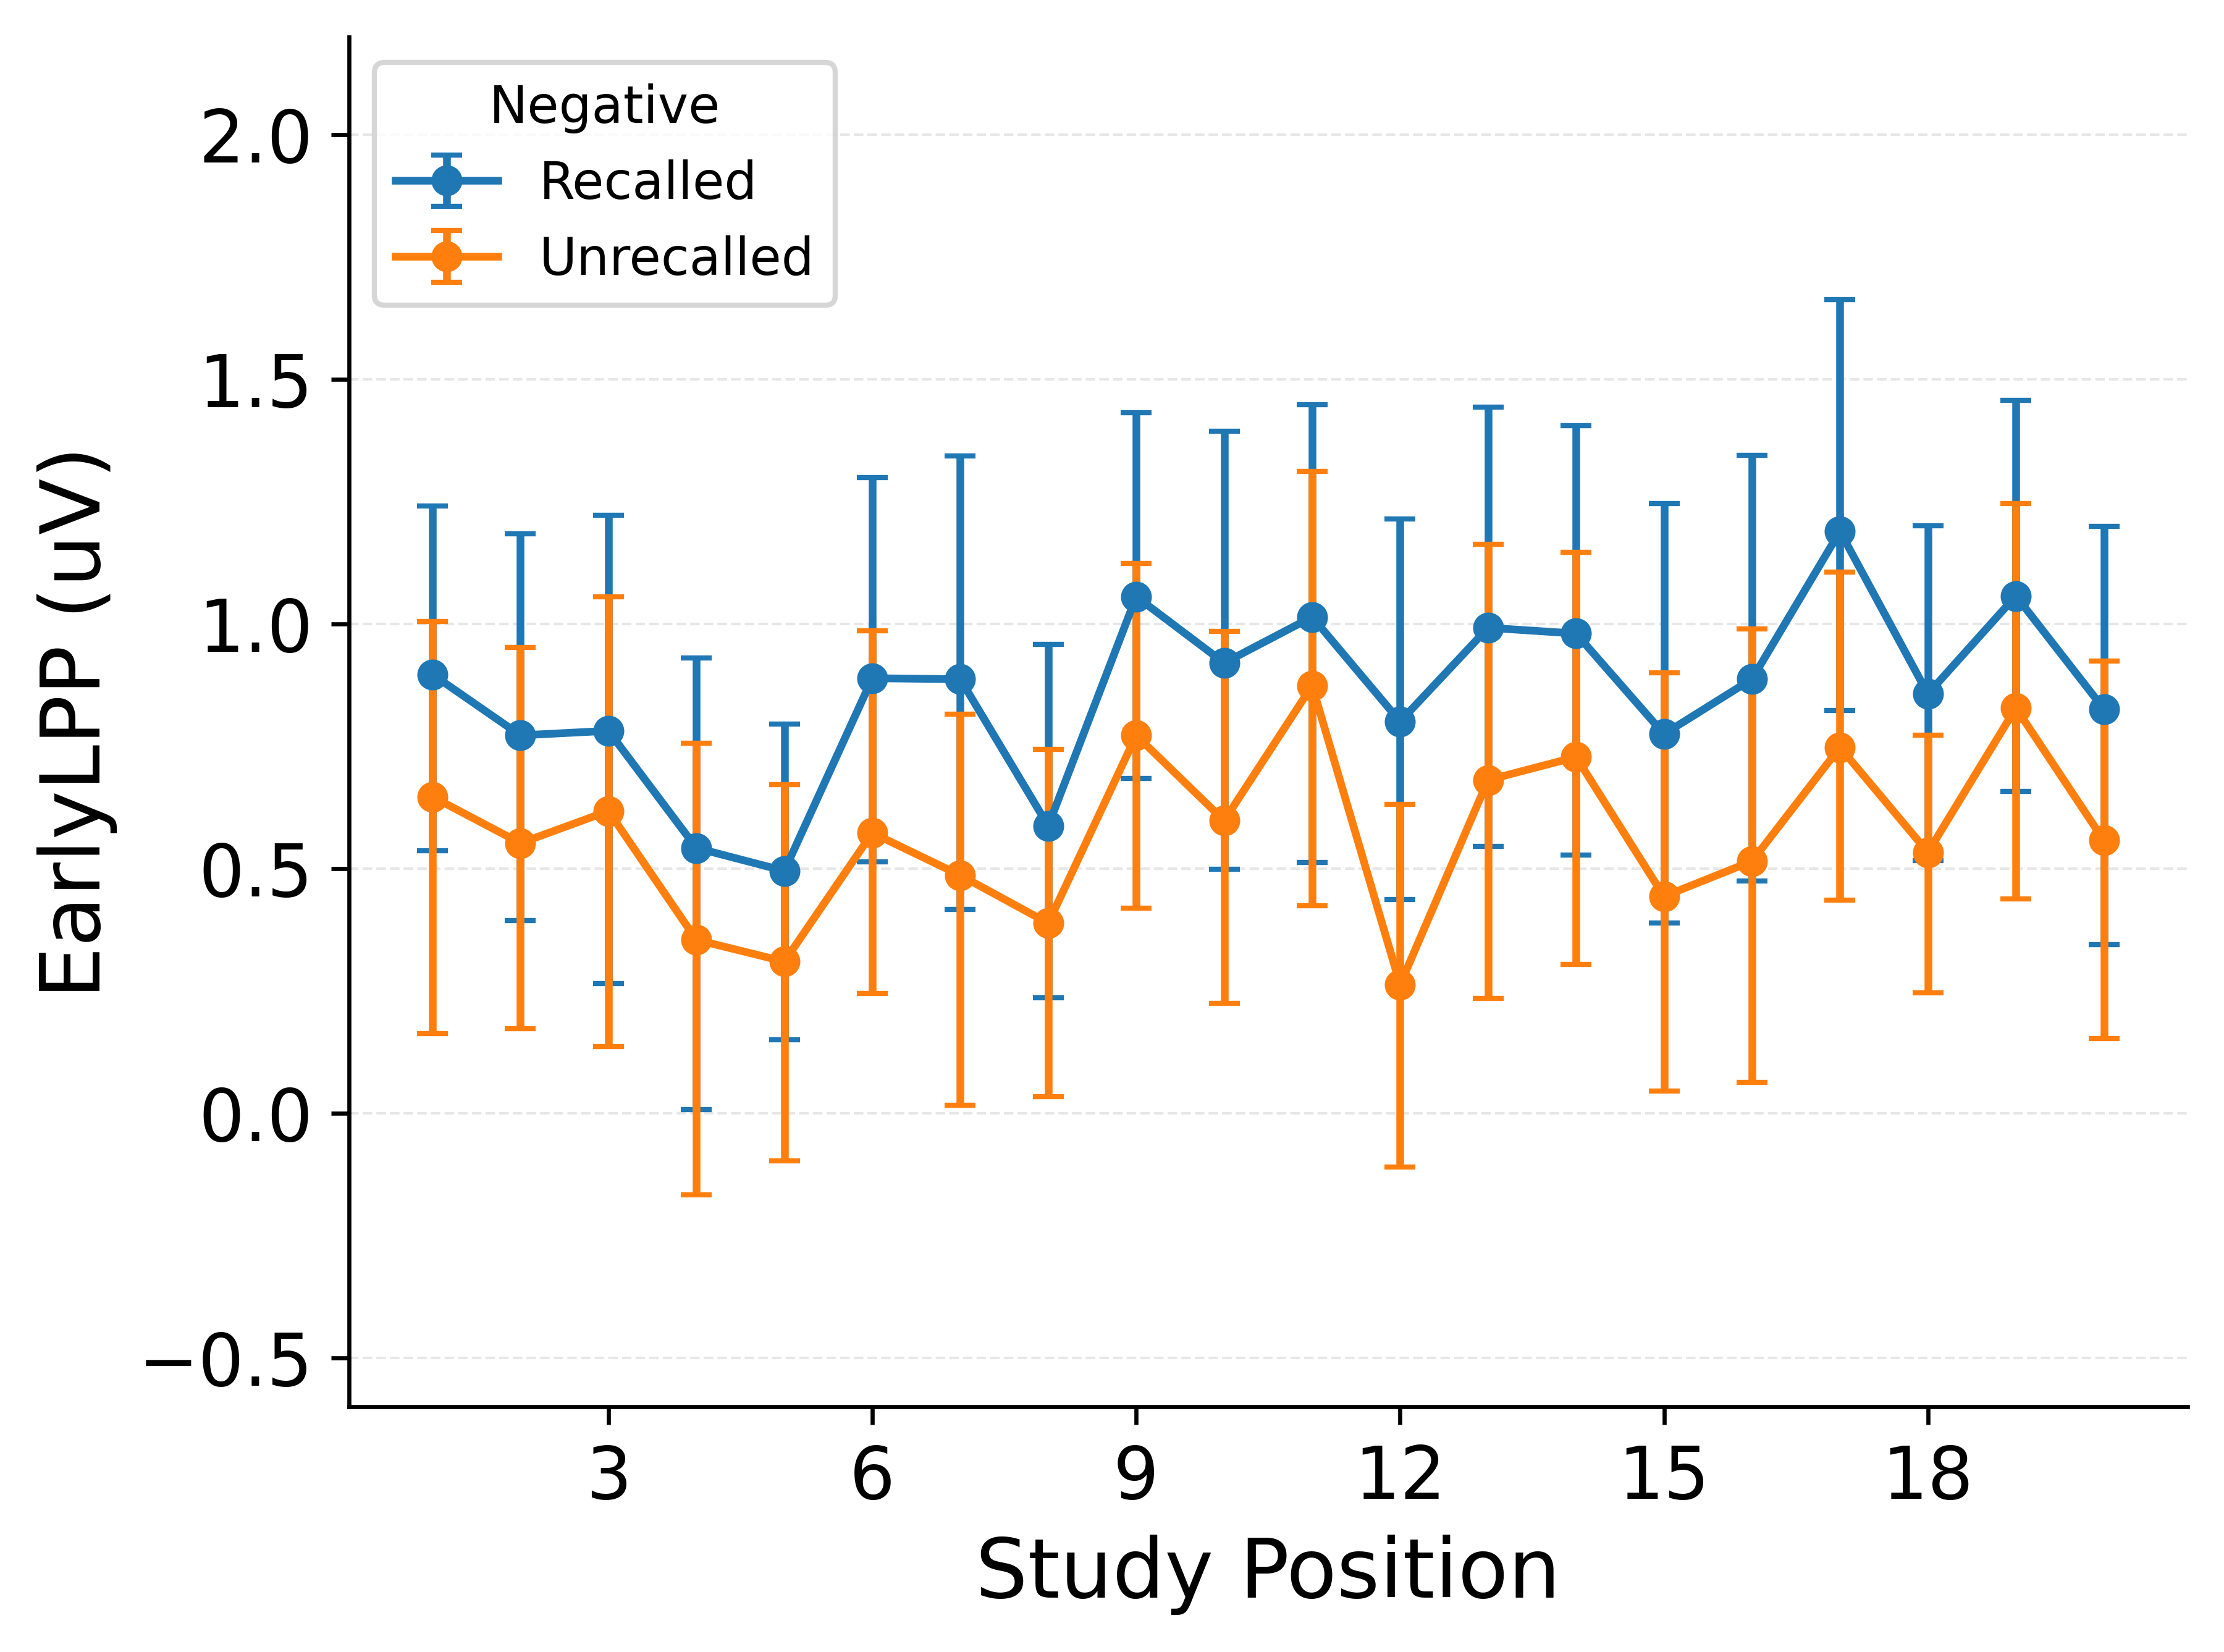 Negative
Recalled
Unrecalled
2.0
1.5
1.0
0.5
0.0
−0.5
EarlyLPP (uV)
3 6 9 12 15 18
Study Position